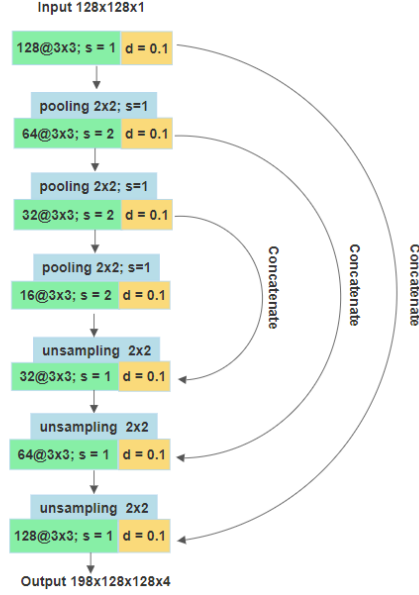 Input 128x128x1
128@3x3; s = 1 d = 0.1
pooling 2x2; s=1
64@3x3; s = 2 d = 0.1
pooling 2x2; s=1
32@3x3; s = 2 d = 0.1
pooling 2x2; s=1
16@3x3; s = 2 d = 0.1
unsampling 2x2
32@3x3; s = 1 d = 0.1
unsampling 2x2
64@3x3; s = 1 d = 0.1
unsampling 2x2
128@3x3; s = 1 d = 0.1
Output 198x128x128x4
Concatenate
Concatenate
Concatenate